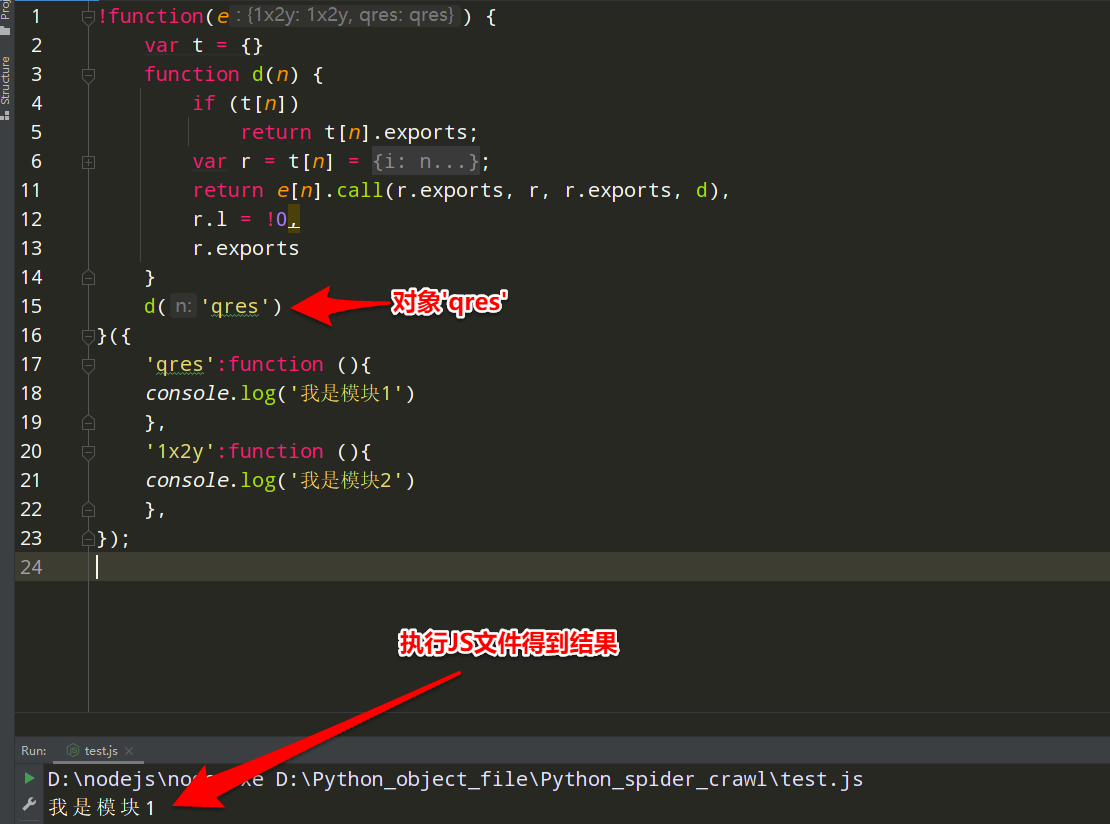 Proj
Structure
1 !function(e : {1x2y: 1x2y, qres: qres} ) {
2 var t = {}
3 function d(n) {
4 if (t[n])
5 return t[n].exports;
6 var r = t[n] = {i: n...};
11 return e[n].call(r.exports, r, r.exports, d),
12 r.l = !0,
13 r.exports
14 }
15 d( n: 'qres')
对象'qres'
16 }({
17 'qres':function (){
18 console.log('我是模块1')
19 },
20 '1x2y':function (){
21 console.log('我是模块2')
22 },
23 });
24
执行JS文件得到结果
Run: test.js
D:\nodejs\no xe D:\Python_object_file\Python_spider_crawl\test.js
我是模块1